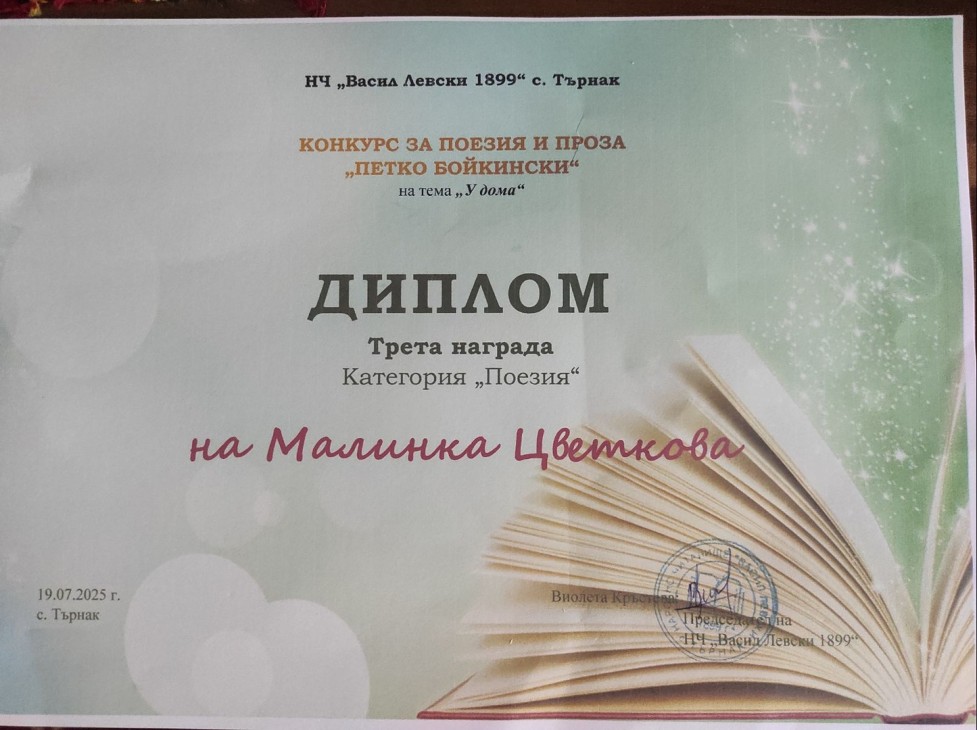 НЧ „Васил Левски 1899“ с. Търнак
КОНКУРС ЗА ПОЕЗИЯ И ПРОЗА
„ПЕТКО БОЙКИНСКИ“
на тема „У дома“
ДИПЛОМ
Трета награда
Категория „Поезия“
на Малинка Цветкова
19.07.2025 г.
с. Търнак
Виолета
Председател на
НЧ „Васил Левски 1899“